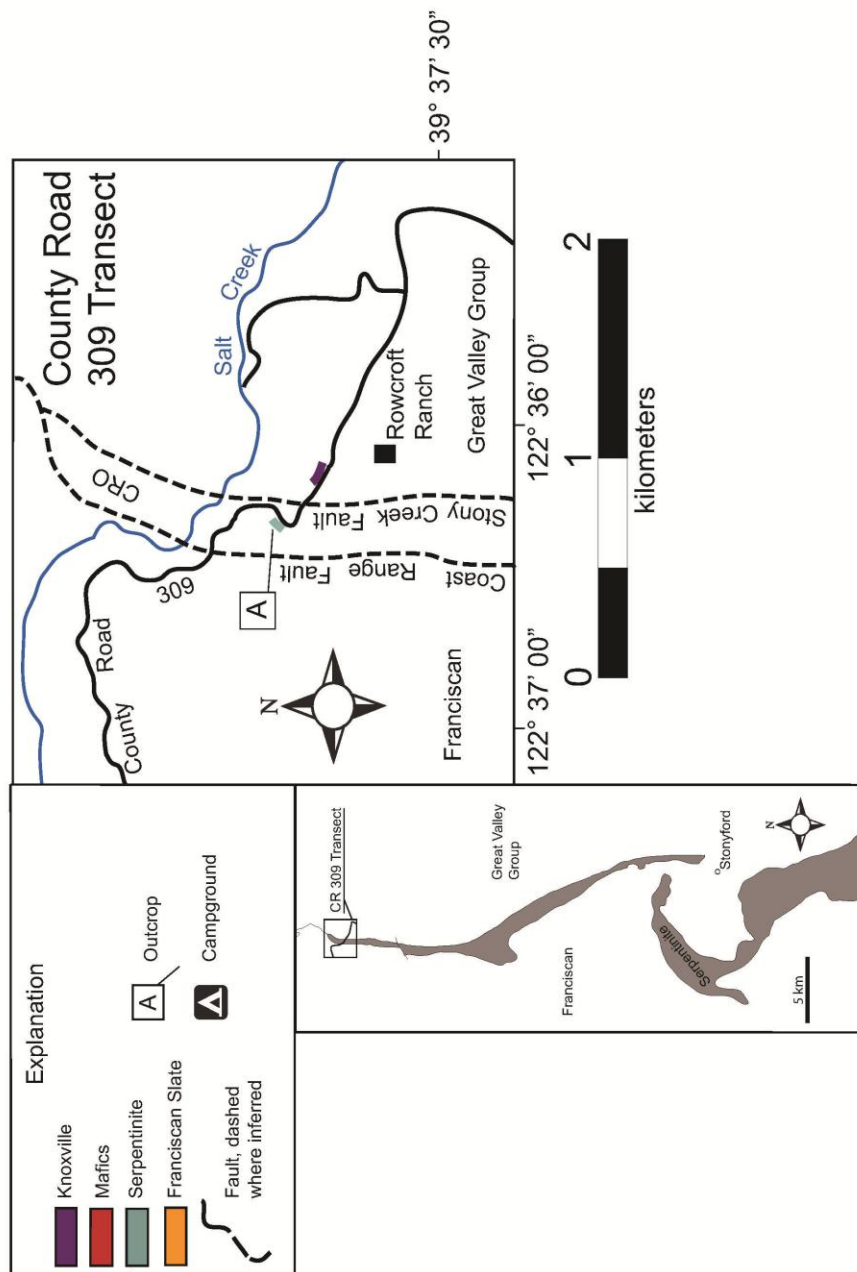 Explanation
Knoxville
Mafics
Serpentinite
Franciscan Slate
Fault, dashed
where inferred
A
Outcrop
Campground
CR 309 Transect
Great Valley
Group
Franciscan
Serpentinite
Stonyford
N
5 km
County Road
309 Transect
Salt Creek
CRO
County Road 309
A
Coast Range Fault
Stony Creek Fault
Rowcroft
Ranch
Great Valley Group
Franciscan
N
39° 37' 30”
122° 37' 00”
122° 36' 00”
0
1
2
kilometers